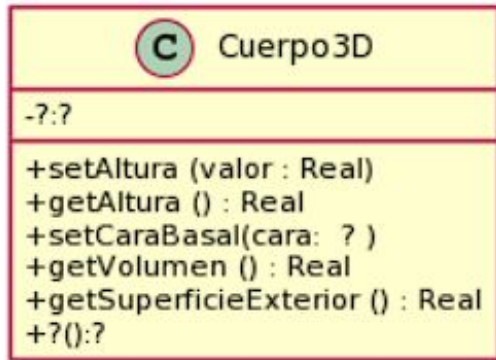 C Cuerpo3D
-?:?
+setAltura (valor : Real)
+getAltura () : Real
+setCaraBasal(cara: ? )
+getVolumen () : Real
+getSuperficieExterior () : Real
+?():?